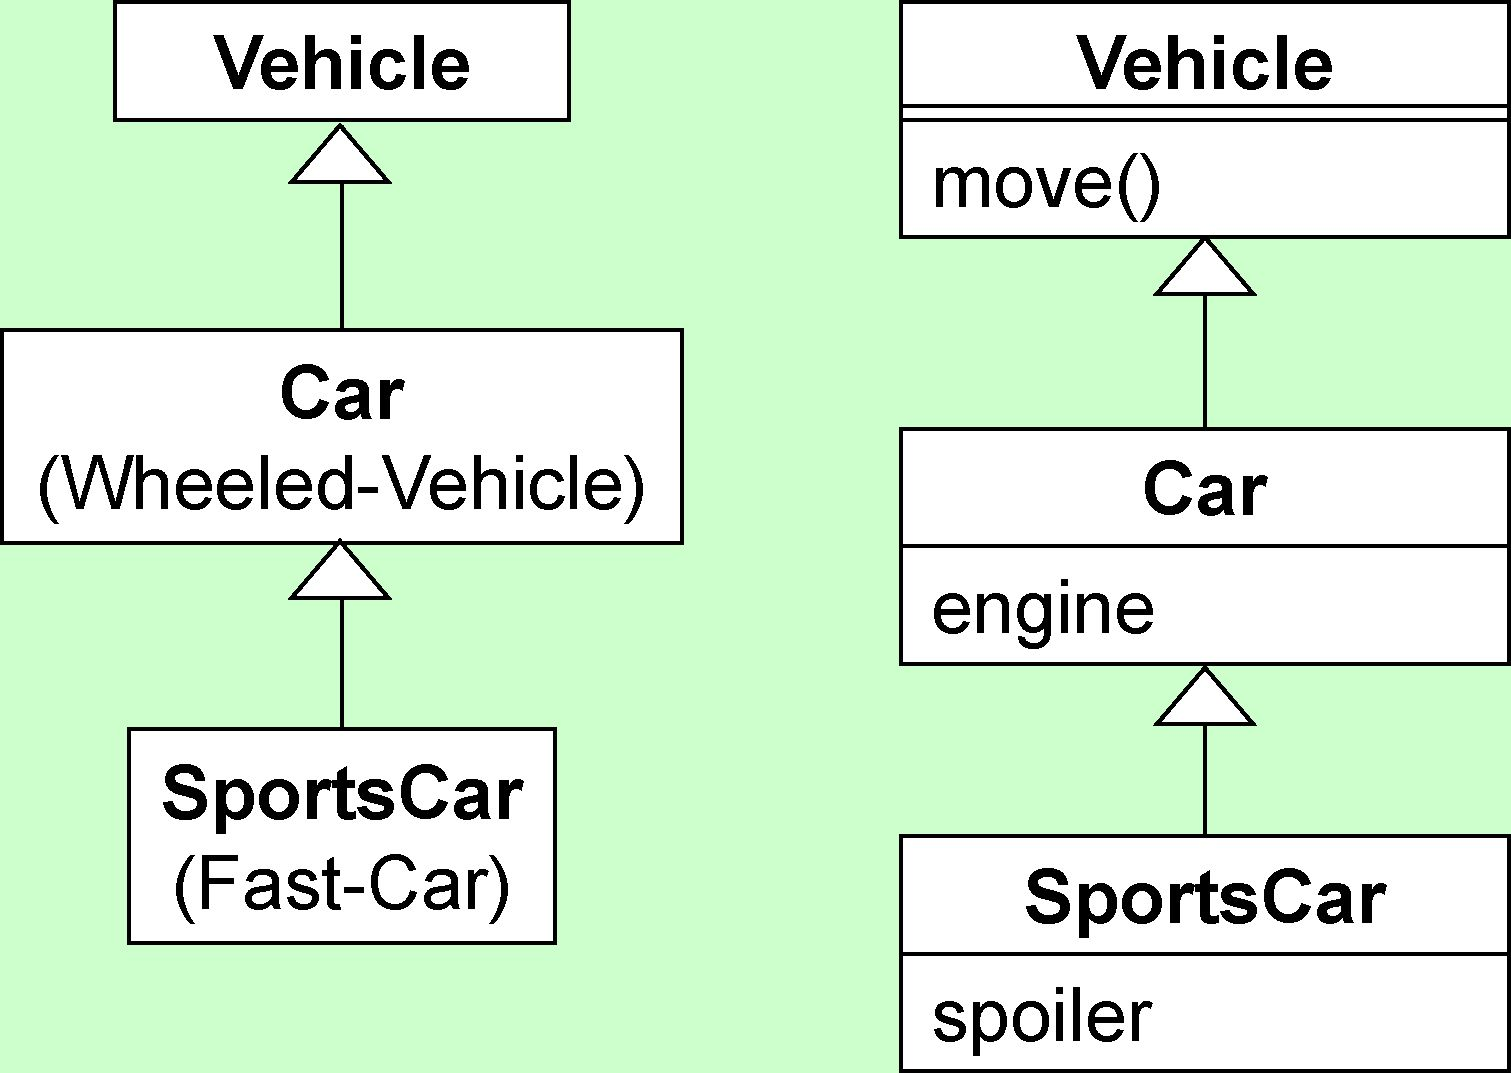 Vehicle
Car
(Wheeled-Vehicle)
SportsCar
(Fast-Car)
Vehicle
move()
Car
engine
SportsCar
spoiler